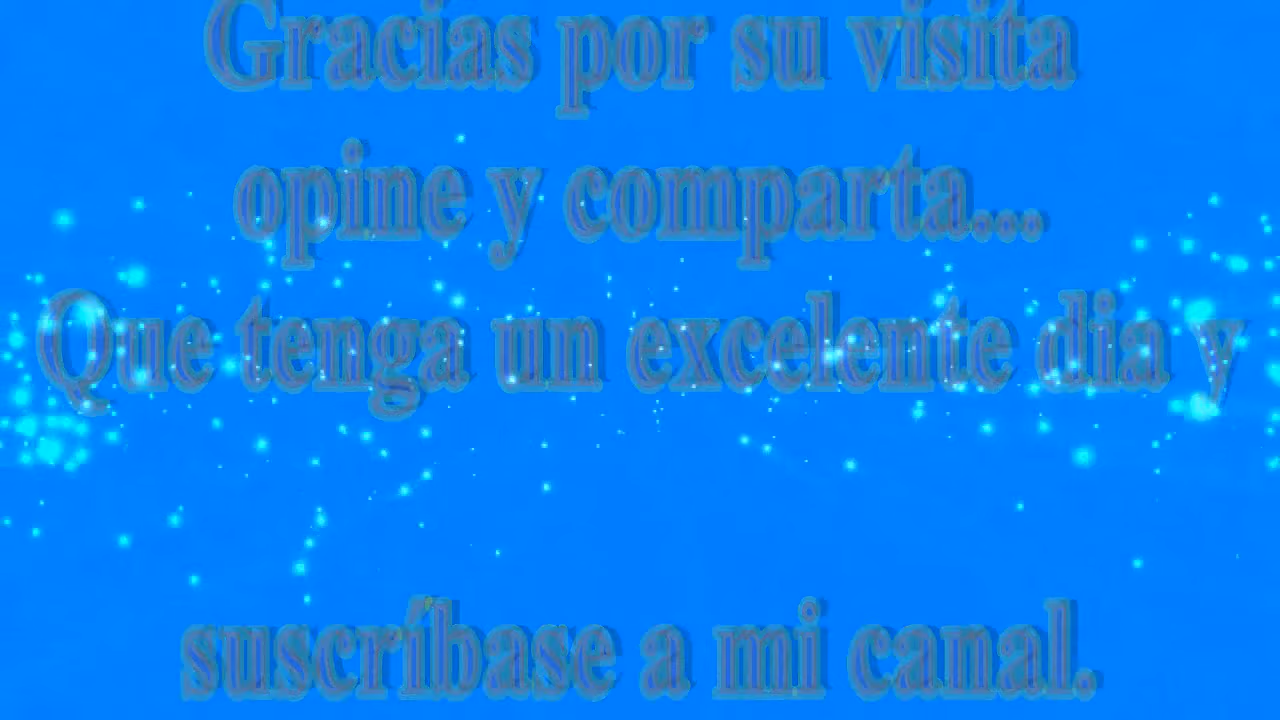 Gracias por su visita
opine y comparta...
Que tenga un excelente dia y
suscríbase a mi canal.